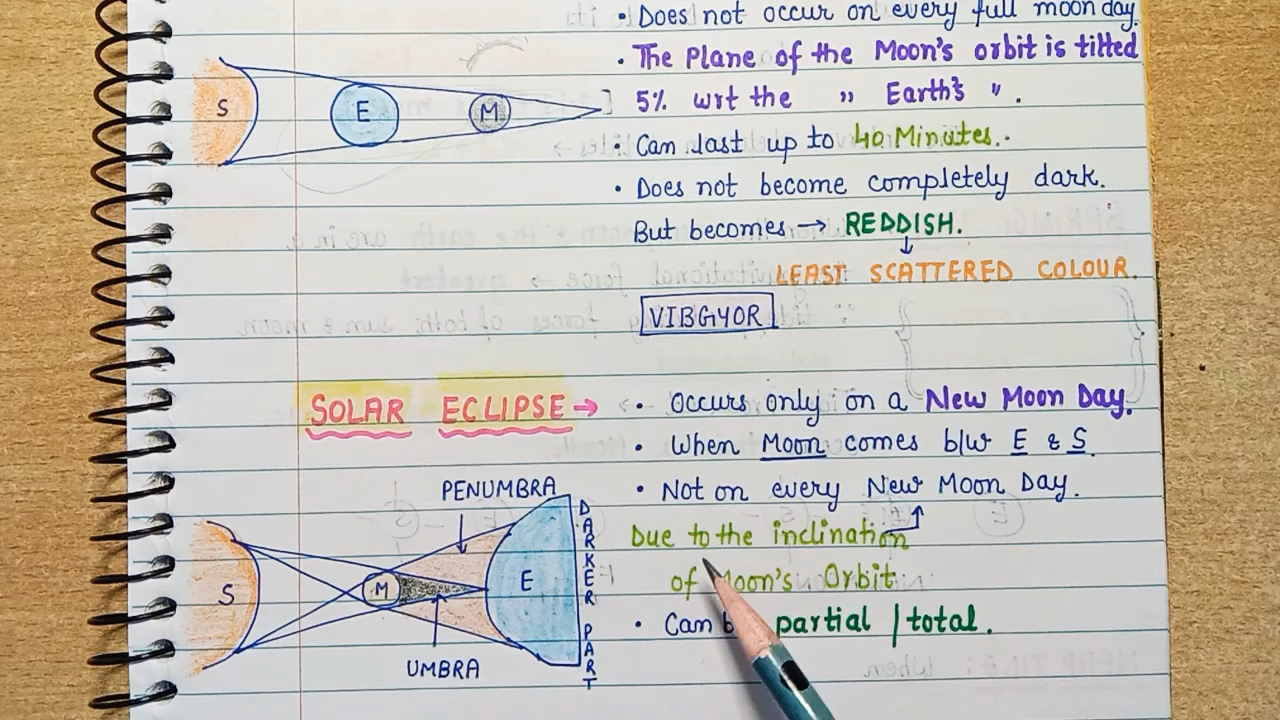 • Does not occur on every full moon day.
• The Plane of the Moon's orbit is tilted
5% wrt the " Earth's ".
• Can last up to 40 Minutes.
• Does not become completely dark.
But becomes → REDDISH.
↓
LEAST SCATTERED COLOUR.
VIBGYOR
S E M
SOLAR ECLIPSE →
• Occurs only on a New Moon Day.
• When Moon comes b/w E & S.
• Not on every New Moon Day.
Due to the inclination
of Moon's Orbit
• Can partial / total.
PENUMBRA
S M E
UMBRA
DARKER PART